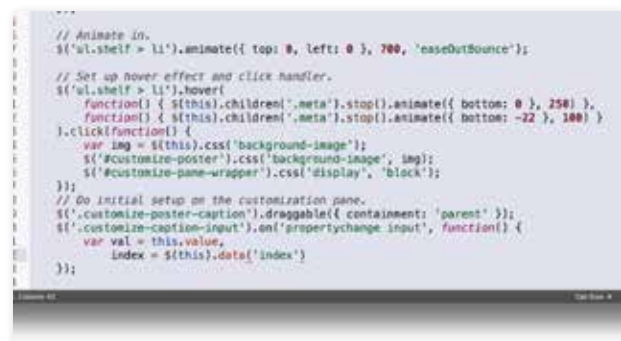 });
// Animate in.
$('ul.shelf > li').animate({ top: 0, left: 0 }, 700, 'easeOutBounce');
// Set up hover effect and click handler.
$('ul.shelf > li').hover(
function() { $(this).children('.meta').stop().animate({ bottom: 0 }, 250) },
function() { $(this).children('.meta').stop().animate({ bottom: -22 }, 100) }
).click(function() {
var img = $(this).css('background-image');
$('#customize-poster').css('background-image', img);
$('#customize-pane-wrapper').css('display', 'block');
});
// Do initial setup on the customization pane.
$('.customize-poster-caption').draggable({ containment: 'parent' });
$('.customize-caption-input').on('propertychange input', function() {
var val = this.value,
index = $(this).data('index')
});